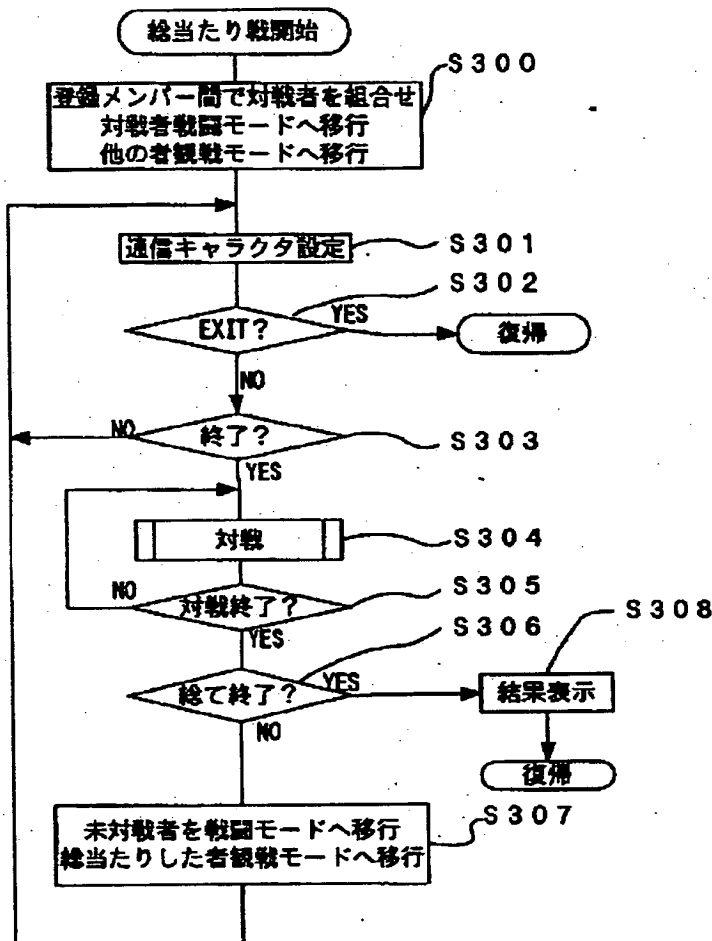 総当たり戦開始
S300
登録メンバー間で対戦者を組合せ
対戦者戦闘モードへ移行
他の者観戦モードへ移行
通信キャラクタ設定
S301
S302
EXIT?
YES
復帰
NO
終了?
NO
S303
YES
対戦
S304
対戦終了?
NO
S305
YES
S306
総て終了?
YES
結果表示
S308
NO
復帰
未対戦者を戦闘モードへ移行
総当たりした者観戦モードへ移行
S307